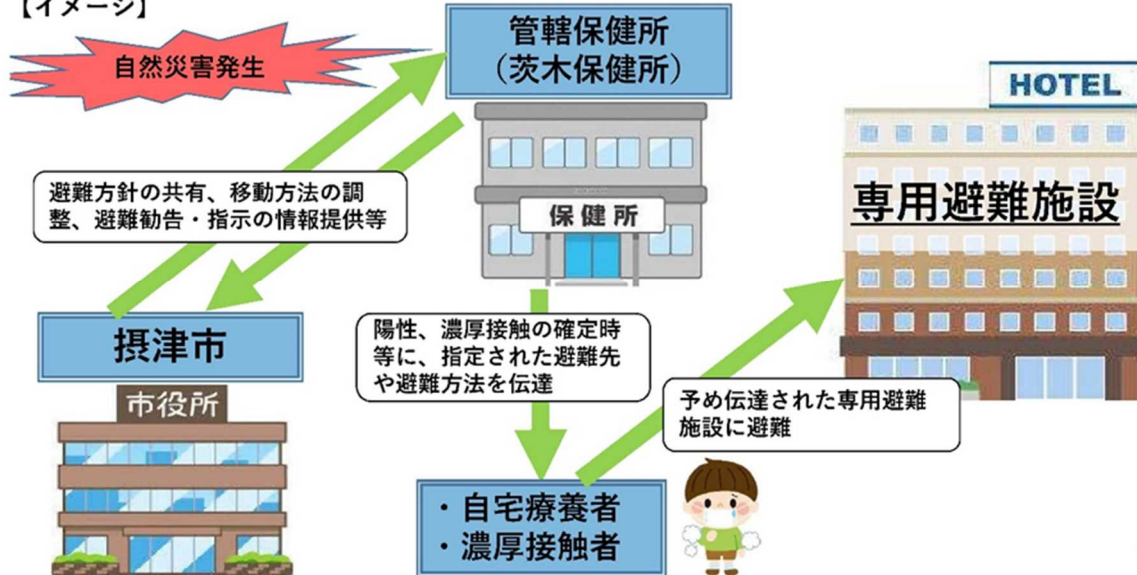 【イメージ】
自然災害発生
管轄保健所
（茨木保健所）
HOTEL
専用避難施設
避難方針の共有、移動方法の調
整、避難勧告・指示の情報提供等
保健所
摂津市
市役所
陽性、濃厚接触の確定時
等に、指定された避難先
や避難方法を伝達
予め伝達された専用避難
施設に避難
・自宅療養者
・濃厚接触者